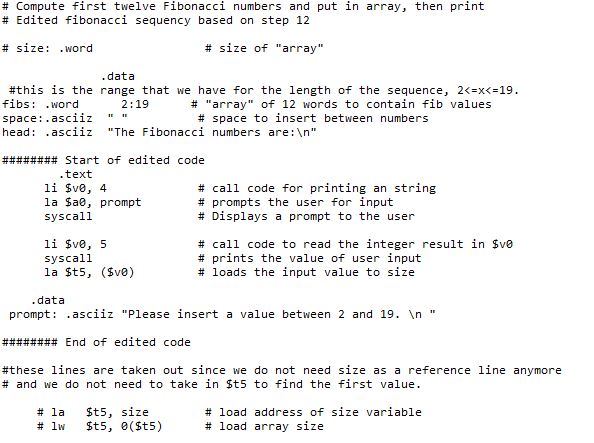 # Compute first twelve Fibonacci numbers and put in array, then print
# Edited fibonacci sequency based on step 12
# size: .word # size of "array"
.data
#this is the range that we have for the length of the sequence, 2<=x<=19.
fibs: .word 2:19 # "array" of 12 words to contain fib values
space:.asciiz " " # space to insert between numbers
head: .asciiz "The Fibonacci numbers are:\n"
######## Start of edited code
.text
li $v0, 4 # call code for printing an string
la $a0, prompt # prompts the user for input
syscall # Displays a prompt to the user
li $v0, 5 # call code to read the integer result in $v0
syscall # prints the value of user input
la $t5, ($v0) # loads the input value to size
.data
prompt: .asciiz "Please insert a value between 2 and 19. \n "
######## End of edited code
#these lines are taken out since we do not need size as a reference line anymore
# and we do not need to take in $t5 to find the first value.
# la $t5, size # load address of size variable
# lw $t5, 0($t5) # load array size